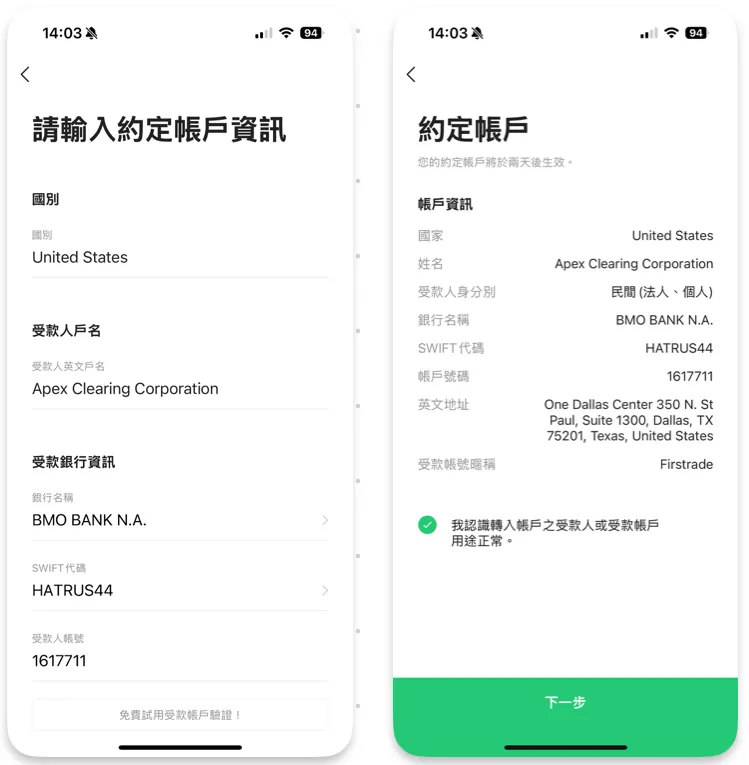 14:03
94
請輸入約定帳戶資訊
國別
國別
United States
受款人戶名
受款人英文戶名
Apex Clearing Corporation
受款銀行資訊
銀行名稱
BMO BANK N.A.
SWIFT代碼
HATRUS44
受款人帳號
1617711
免費試用受款帳戶驗證！
14:03
94
約定帳戶
您的約定帳戶將於兩天後生效。
帳戶資訊
國家 United States
姓名 Apex Clearing Corporation
受款人身分別 民間 (法人、個人)
銀行名稱 BMO BANK N.A.
SWIFT代碼 HATRUS44
帳戶號碼 1617711
英文地址 One Dallas Center 350 N. St
Paul, Suite 1300, Dallas, TX
75201, Texas, United States
受款帳號暱稱 Firstrade
我認識轉入帳戶之受款人或受款帳戶
用途正常。
下一步